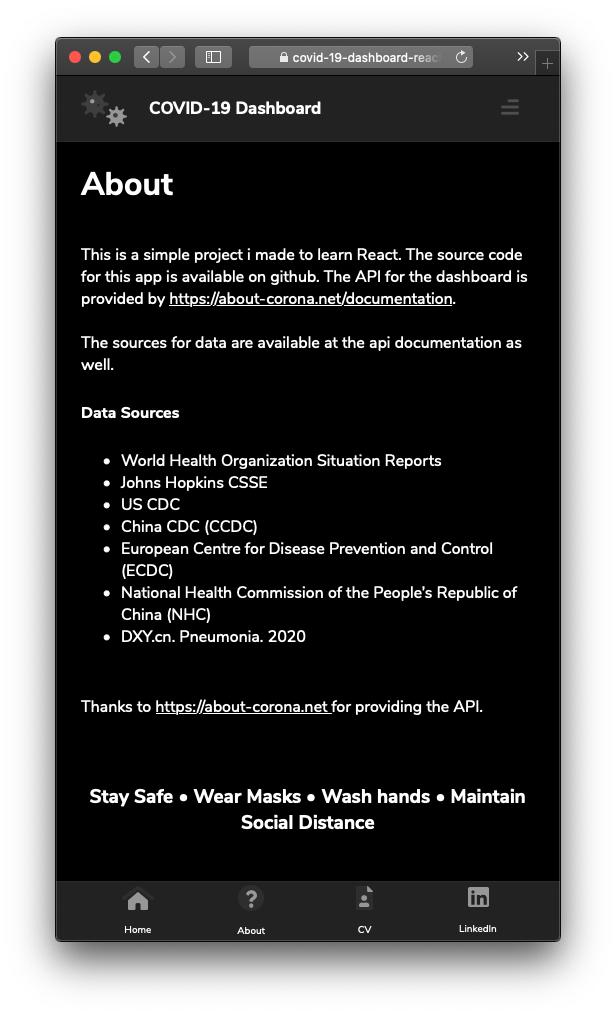 covid-19-dashboard-reac
COVID-19 Dashboard
About
This is a simple project i made to learn React. The source code
for this app is available on github. The API for the dashboard is
provided by https://about-corona.net/documentation.
The sources for data are available at the api documentation as
well.
Data Sources
• World Health Organization Situation Reports
• Johns Hopkins CSSE
• US CDC
• China CDC (CCDC)
• European Centre for Disease Prevention and Control
(ECDC)
• National Health Commission of the People's Republic of
China (NHC)
• DXY.cn. Pneumonia. 2020
Thanks to https://about-corona.net for providing the API.
Stay Safe • Wear Masks • Wash hands • Maintain
Social Distance
Home
About
CV
LinkedIn